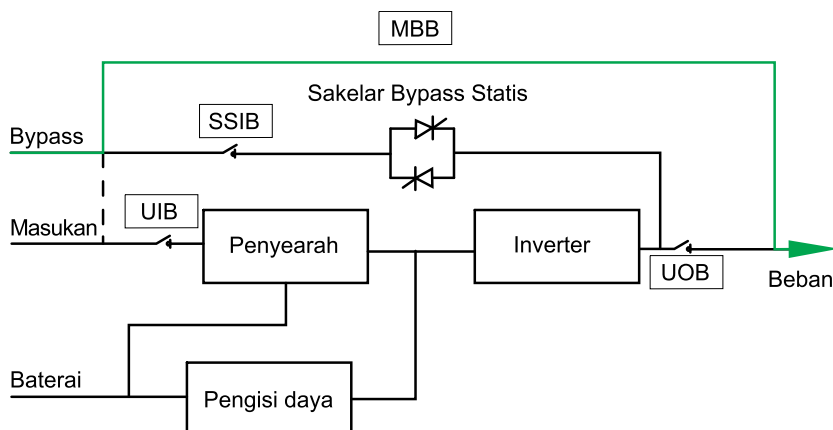 MBB
Sakelar Bypass Statis
SSIB
Bypass
UIB
Masukan
Penyearah
Inverter
UOB
Beban
Baterai
Pengisi daya